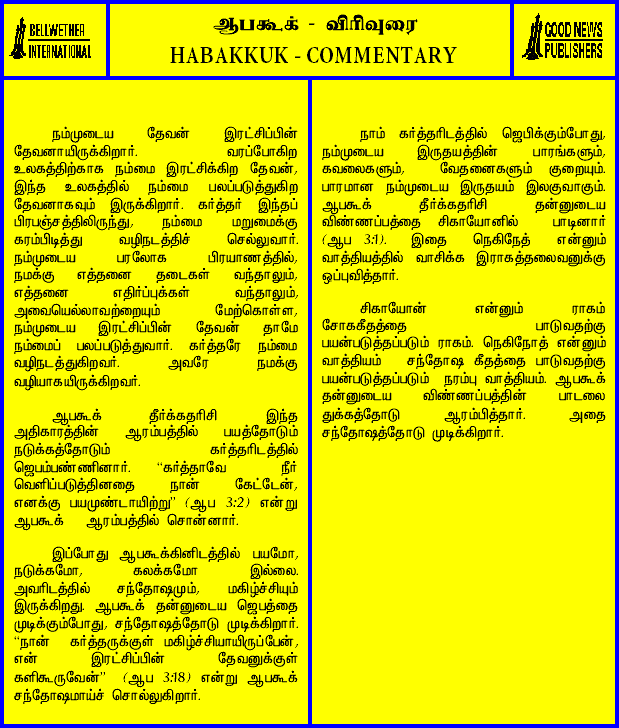 BELLWETHER
INTERNATIONAL
ஆபகூக் - விரிவுரை
HABAKKUK - COMMENTARY
GOOD NEWS
PUBLISHERS
நம்முடைய தேவன் இரட்சிப்பின்
தேவனாயிருக்கிறார். வரப்போகிற
உலகத்திற்காக நம்மை இரட்சிக்கிற தேவன்,
இந்த உலகத்தில் நம்மை பலப்படுத்துகிற
தேவனாகவும் இருக்கிறார். கர்த்தர் இந்தப்
பிரபஞ்சத்திலிருந்து, நம்மை மறுமைக்கு
கரம்பிடித்து வழிநடத்திச் செல்லுவார்.
நம்முடைய பரலோக பிரயாணத்தில்,
நமக்கு எத்தனை தடைகள் வந்தாலும்,
எத்தனை எதிர்ப்புக்கள் வந்தாலும்,
அவையெல்லாவற்றையும் மேற்கொள்ள,
நம்முடைய இரட்சிப்பின் தேவன் தாமே
நம்மைப் பலப்படுத்துவார். கர்த்தரே நம்மை
வழிநடத்துகிறவர். அவரே நமக்கு
வழியாகயிருக்கிறவர்.
ஆபகூக் தீர்க்கதரிசி இந்த
அதிகாரத்தின் ஆரம்பத்தில் பயத்தோடும்
நடுக்கத்தோடும் கர்த்தரிடத்தில்
ஜெபம்பண்ணினார். "கர்த்தாவே நீர்
வெளிப்படுத்தினதை நான் கேட்டேன்,
எனக்கு பயமுண்டாயிற்று" (ஆப 3:2) என்று
ஆபகூக் ஆரம்பத்தில் சொன்னார்.
இப்போது ஆபகூக்கினிடத்தில் பயமோ,
நடுக்கமோ, கலக்கமோ இல்லை.
அவரிடத்தில் சந்தோஷமும், மகிழ்ச்சியும்
இருக்கிறது. ஆபகூக் தன்னுடைய ஜெபத்தை
முடிக்கும்போது, சந்தோஷத்தோடு முடிக்கிறார்.
"நான் கர்த்தருக்குள் மகிழ்ச்சியாயிருப்பேன்,
என் இரட்சிப்பின் தேவனுக்குள்
களிகூருவேன்" (ஆப 3:18) என்று ஆபகூக்
சந்தோஷமாய்ச் சொல்லுகிறார்.
நாம் கர்த்தரிடத்தில் ஜெபிக்கும்போது,
நம்முடைய இருதயத்தின் பாரங்களும்,
கவலைகளும், வேதனைகளும் குறையும்.
பாரமான நம்முடைய இருதயம் இலகுவாகும்.
ஆபகூக் தீர்க்கதரிசி தன்னுடைய
விண்ணப்பத்தை சிகாயோனில் பாடினார்
(ஆப 3:1). இதை நெகிநேத் என்னும்
வாத்தியத்தில் வாசிக்க இராகத்தலைவனுக்கு
ஒப்புவித்தார்.
சிகாயோன் என்னும் ராகம்
சோககீதத்தை பாடுவதற்கு
பயன்படுத்தப்படும் ராகம். நெகிநோத் என்னும்
வாத்தியம் சந்தோஷ கீதத்தை பாடுவதற்கு
பயன்படுத்தப்படும் நரம்பு வாத்தியம். ஆபகூக்
தன்னுடைய விண்ணப்பத்தின் பாடலை
துக்கத்தோடு ஆரம்பித்தார். அதை
சந்தோஷத்தோடு முடிக்கிறார்.